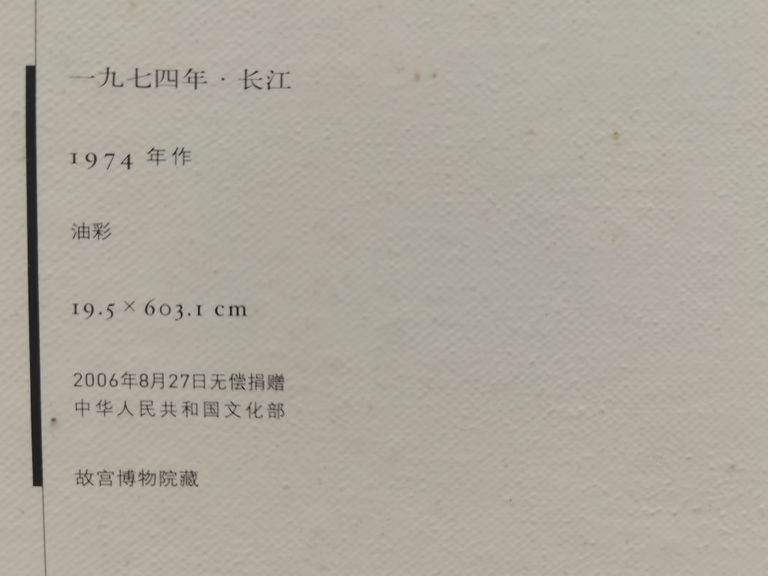 一九七四年·长江
1974 年作
油彩
19.5×603.1 cm
2006年8月27日无偿捐赠
中华人民共和国文化部
故宫博物院藏